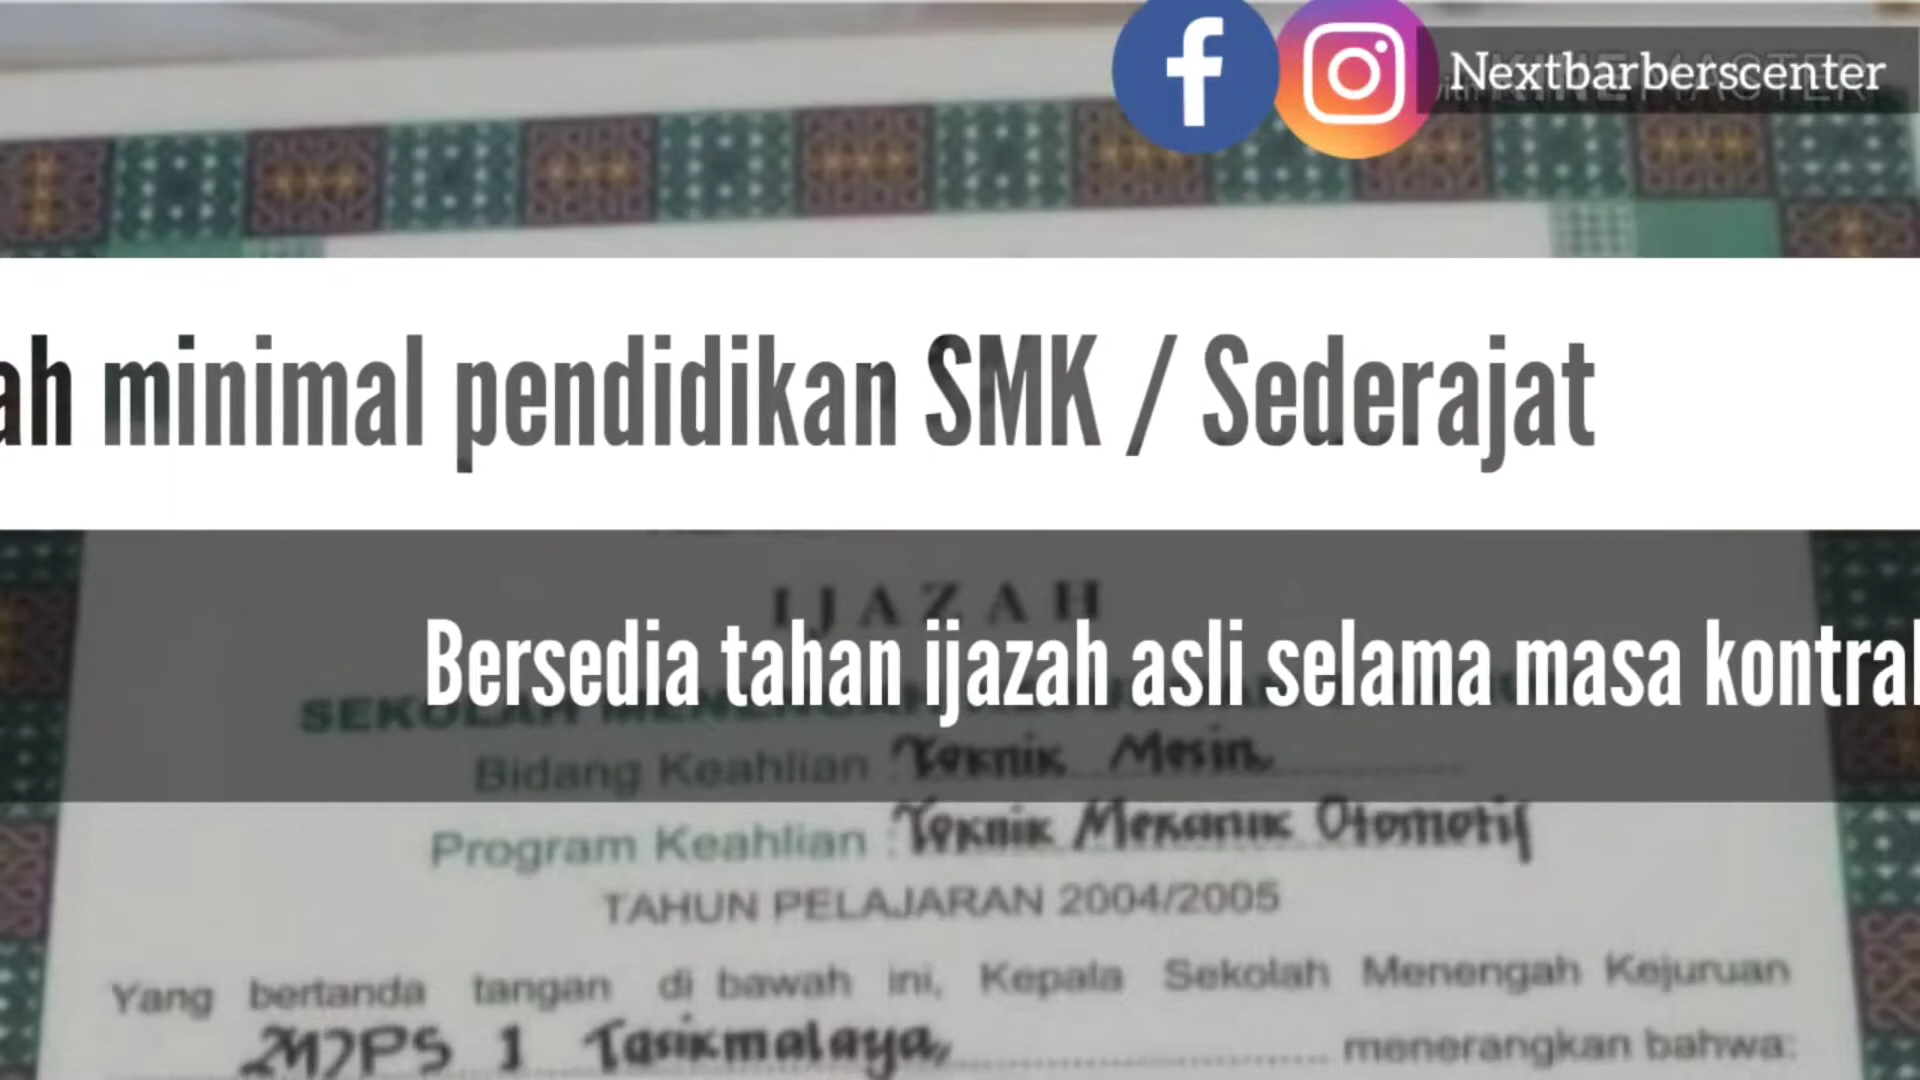 Nextbarberscenter
ah minimal pendidikan SMK / Sederajat
IJAZAH
Bersedia tahan ijazah asli selama masa kontrak
Bidang Keahlian : Teknik Mesin
Program Keahlian : Teknik Mekanik Otomotif
TAHUN PELAJARAN 2004/2005
Yang bertanda tangan di bawah ini, Kepala Sekolah Menengah Kejuruan
1 Tasikmalaya, menerangkan bahwa: